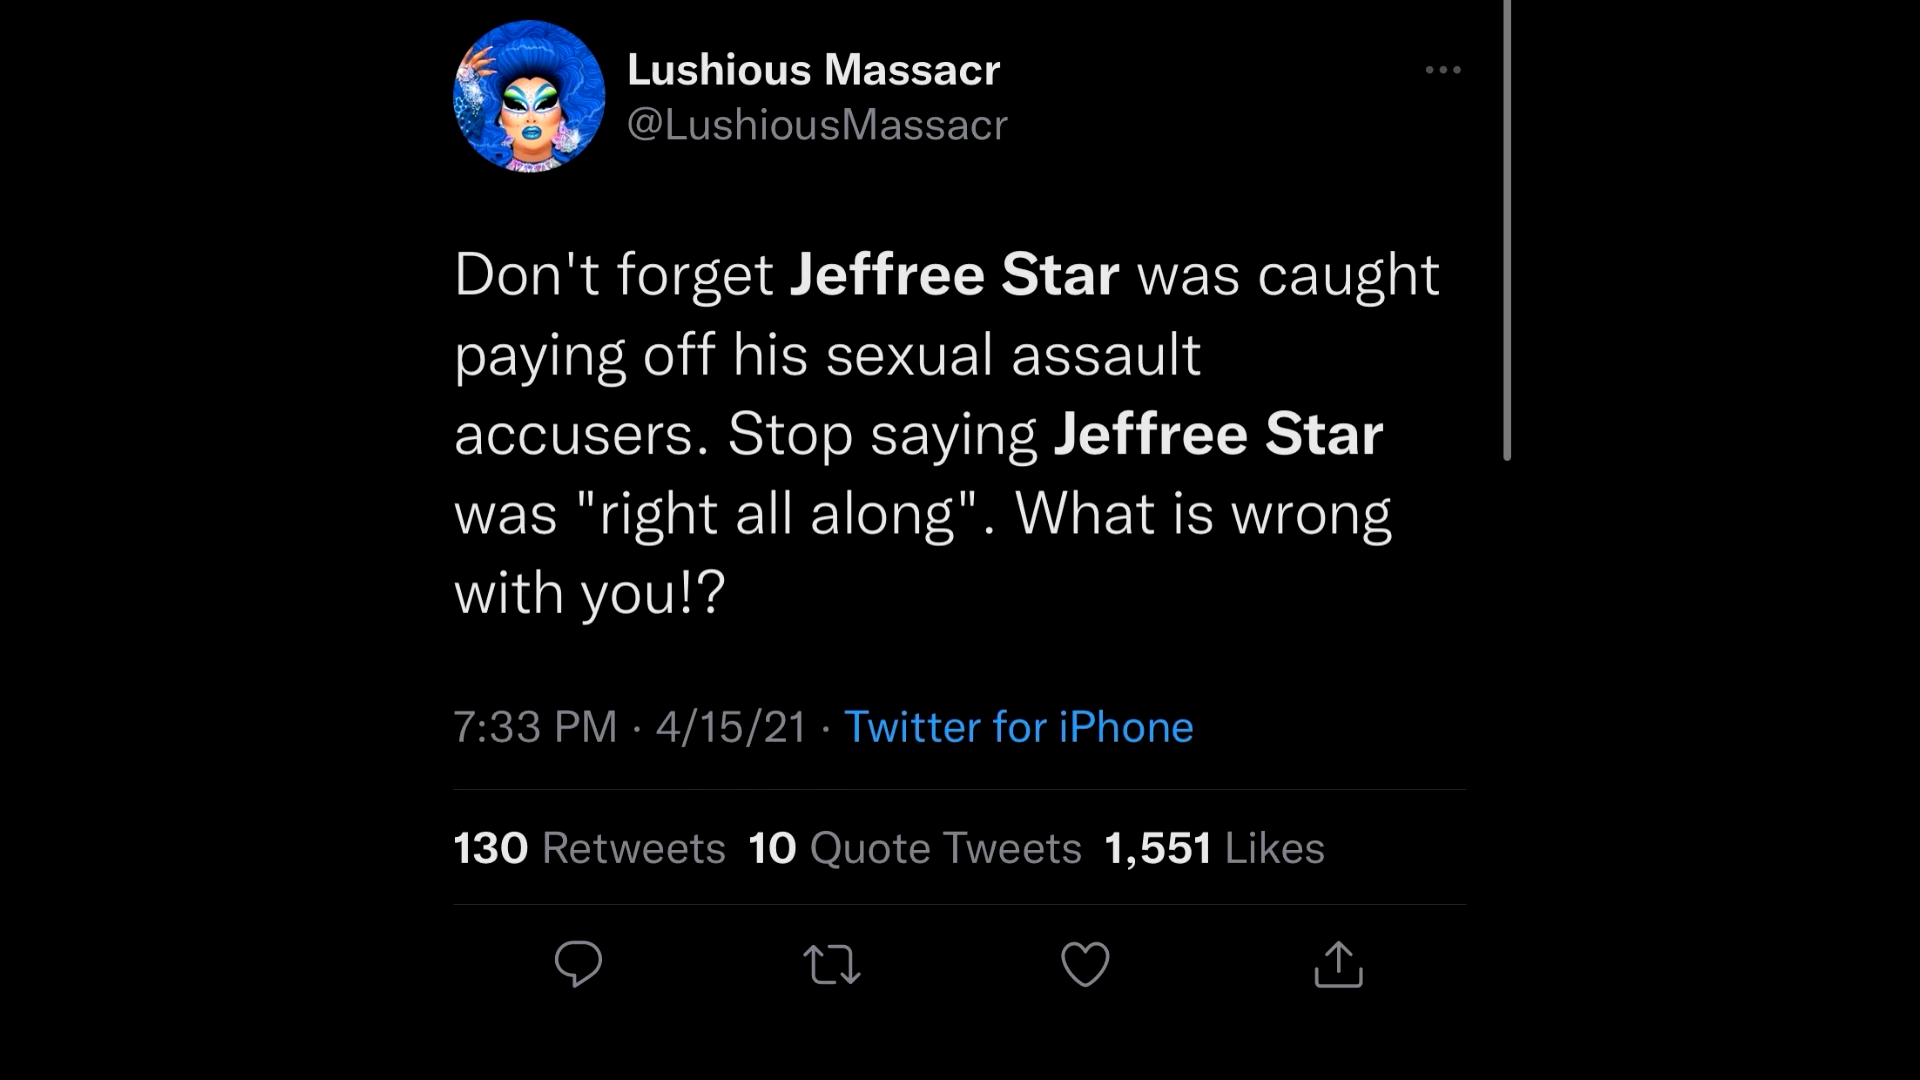 Lushious Massacr
@LushiousMassacr
Don't forget Jeffree Star was caught
paying off his sexual assault
accusers. Stop saying Jeffree Star
was "right all along". What is wrong
with you!?
7:33 PM · 4/15/21 · Twitter for iPhone
130 Retweets 10 Quote Tweets 1,551 Likes